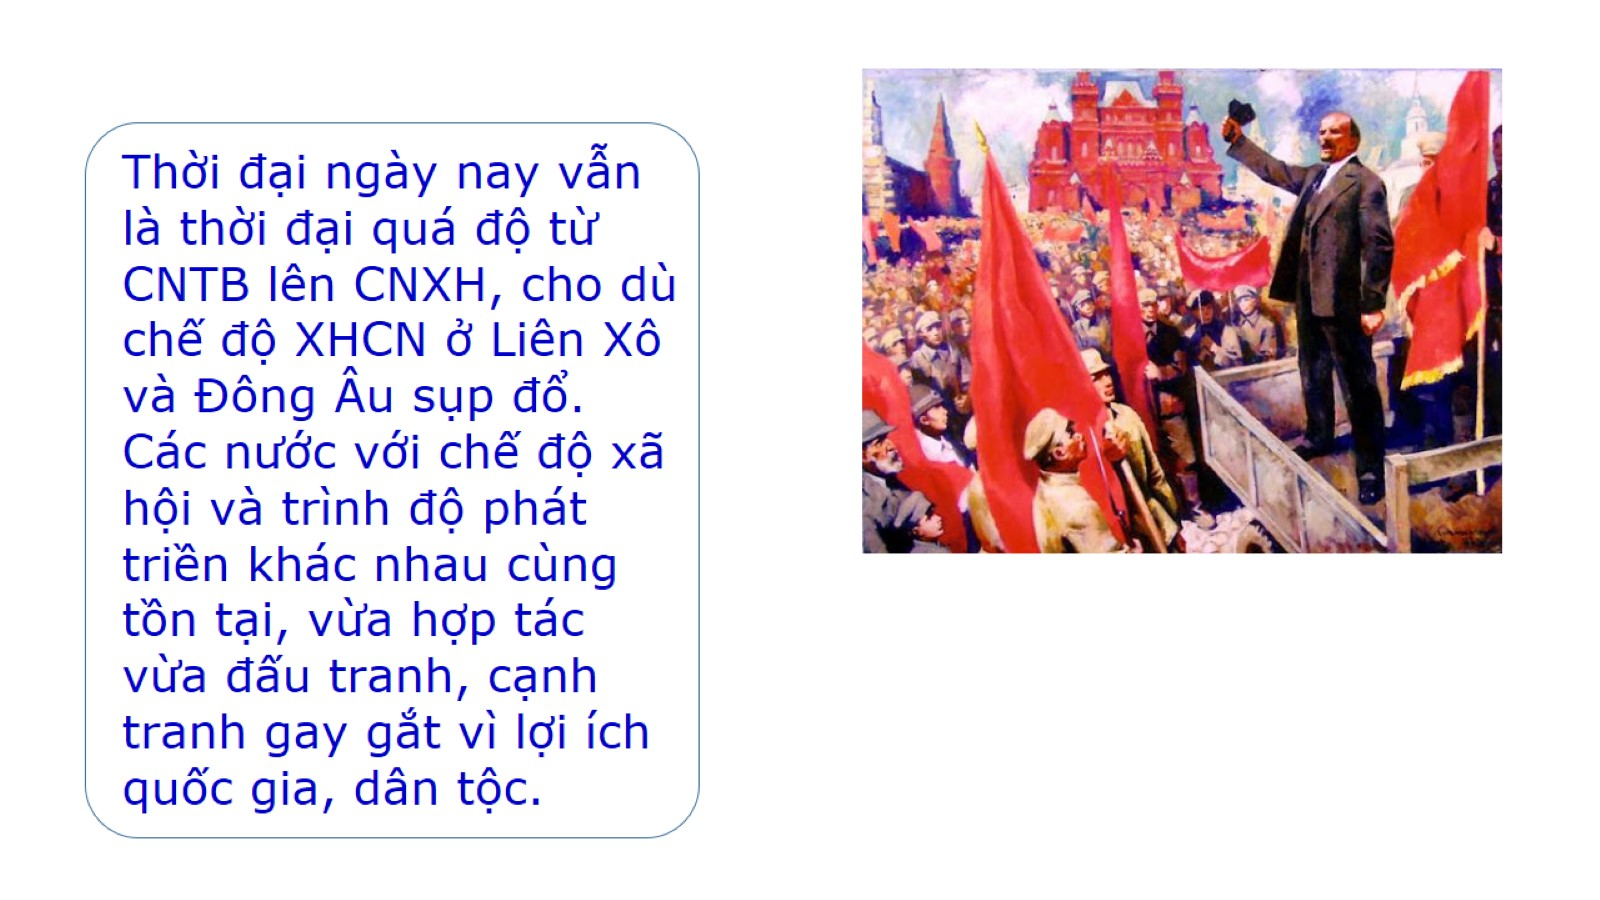 Thời đại ngày nay vẫn
là thời đại quá độ từ
CNTB lên CNXH, cho dù
chế độ XHCN ở Liên Xô
và Đông Âu sụp đổ.
Các nước với chế độ xã
hội và trình độ phát
triền khác nhau cùng
tồn tại, vừa hợp tác
vừa đấu tranh, cạnh
tranh gay gắt vì lợi ích
quốc gia, dân tộc.